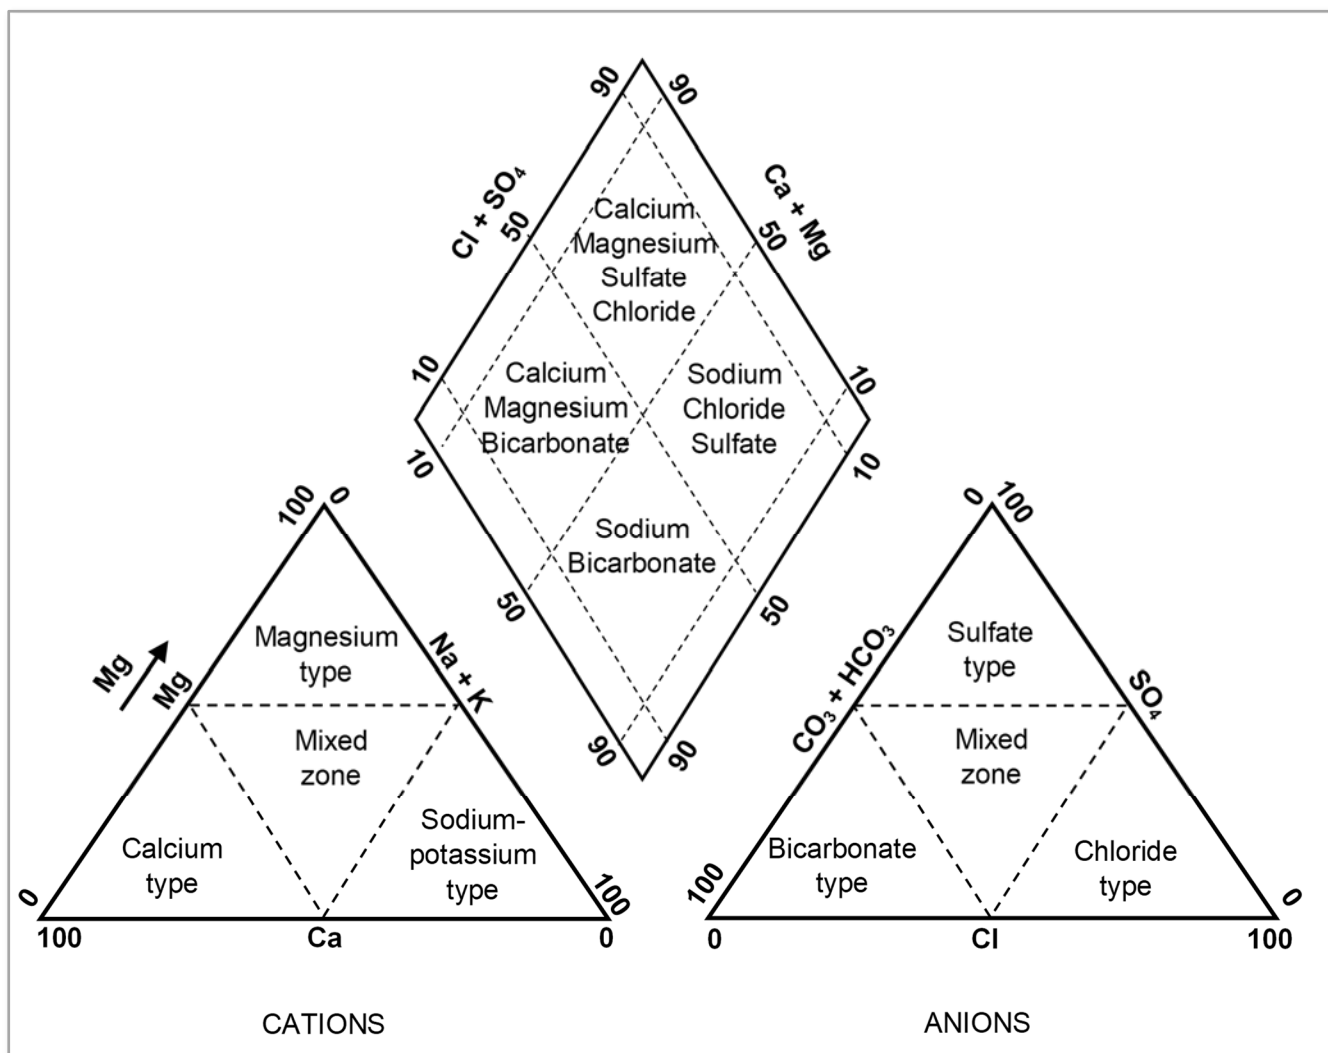 90
90
Cl + SO₄
Ca + Mg
50
50
Calcium
Magnesium
Sulfate
Chloride
10
10
Calcium
Magnesium
Bicarbonate
Sodium
Chloride
Sulfate
10
10
Sodium
Bicarbonate
50
50
90
90
100
0
Mg
Mg
Na + K
Magnesium
type
Mixed
zone
Calcium
type
Sodium-
potassium
type
0
100
100
Ca
0
CATIONS
0
100
CO₃ + HCO₃
SO₄
Sulfate
type
Mixed
zone
Bicarbonate
type
Chloride
type
100
0
0
Cl
100
ANIONS